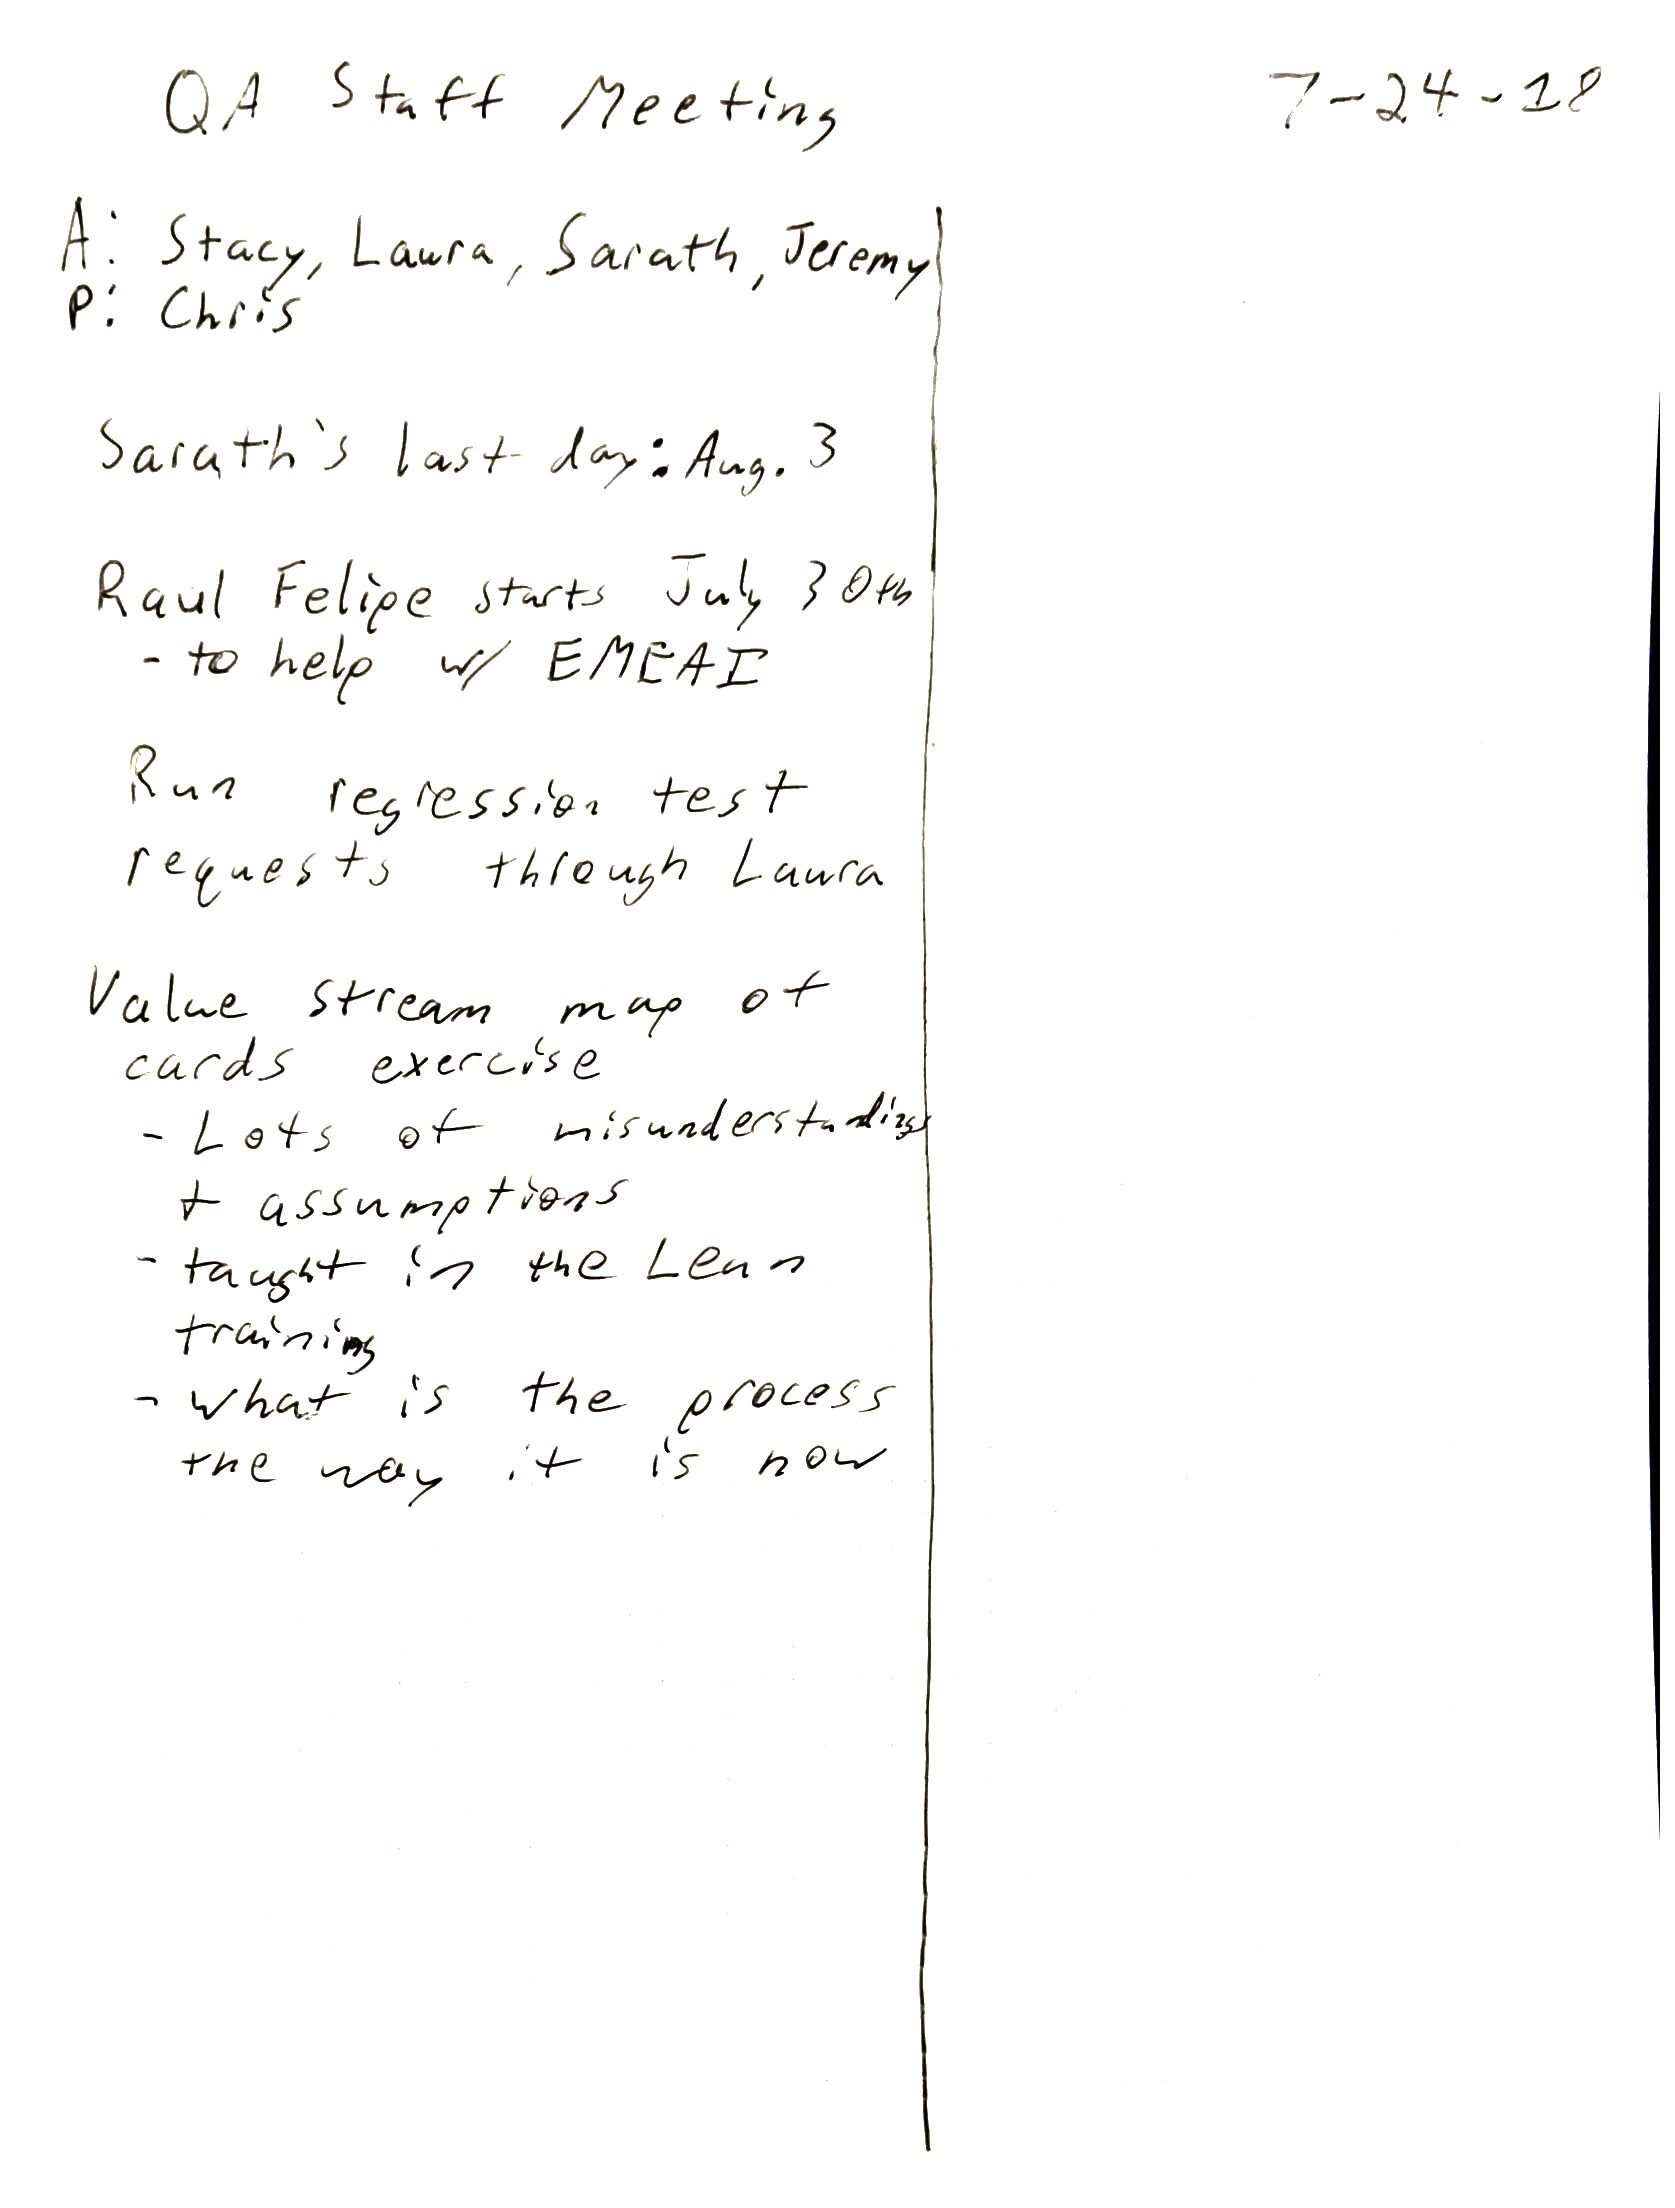 QA Staff Meeting 7-24-18
A: Stacy, Laura, Sarath, Jeremy
P: Chris
Sarath's last day: Aug. 3
Raul Felipe starts July 30th
- to help w/ EMEAI
Run regression test
requests through Laura
Value stream map of
cards exercise
- Lots of misunderstandings
+ assumptions
- taught in the Lean
training
- what is the process
the way it is now